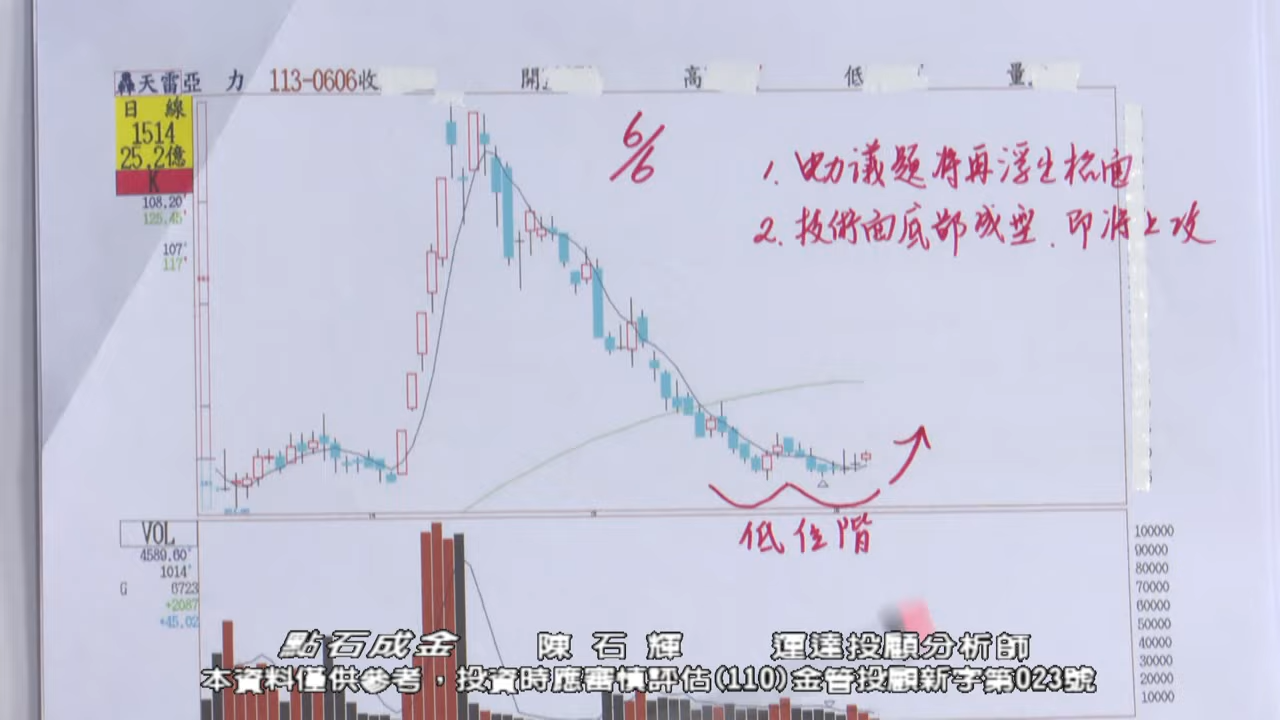 轟天雷亞 力 113-0606收 開 高 低 量
日 線
1514
25.2億
K
108.20'
125.45'
107'
117'
6/6
1. 电力議題將再浮生檯面
2. 技術面底部成型、即將上攻
低位階
VOL
4589.60'
1014'
G 6723
+2087
+45.02
100000
90000
80000
70000
60000
50000
40000
30000
20000
10000
點石成金 陳石輝 運達投顧分析師
本資料僅供參考，投資時應審慎評估(110)金管投顧新字第023號